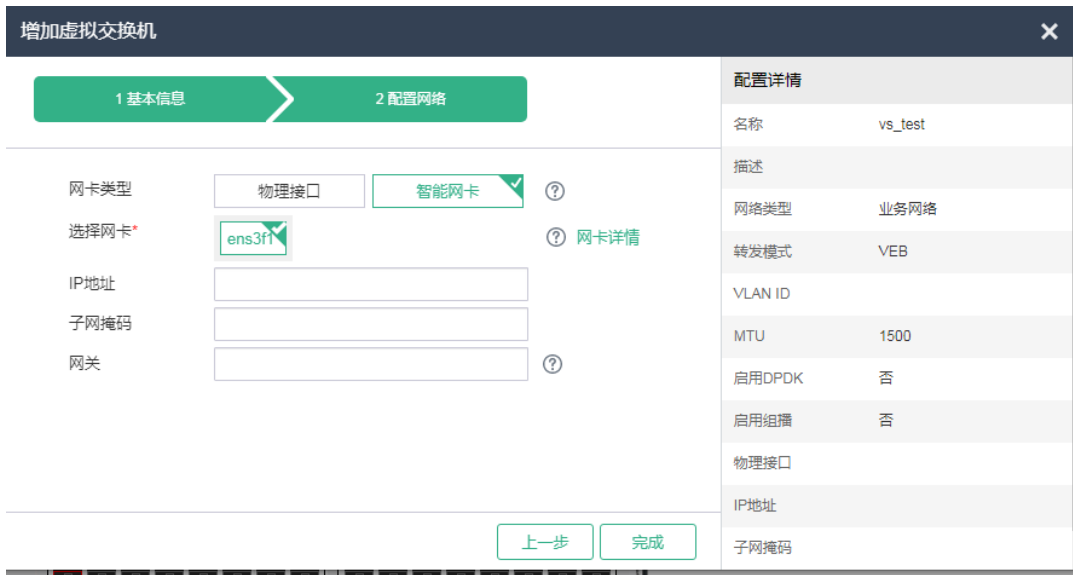 增加虚拟交换机
1 基本信息
2 配置网络
网卡类型
物理接口
智能网卡
选择网卡*
ens3f1
网卡详情
IP地址
子网掩码
网关
上一步
完成
配置详情
名称 vs_test
描述
网络类型 业务网络
转发模式 VEB
VLAN ID
MTU 1500
启用DPDK 否
启用组播 否
物理接口
IP地址
子网掩码